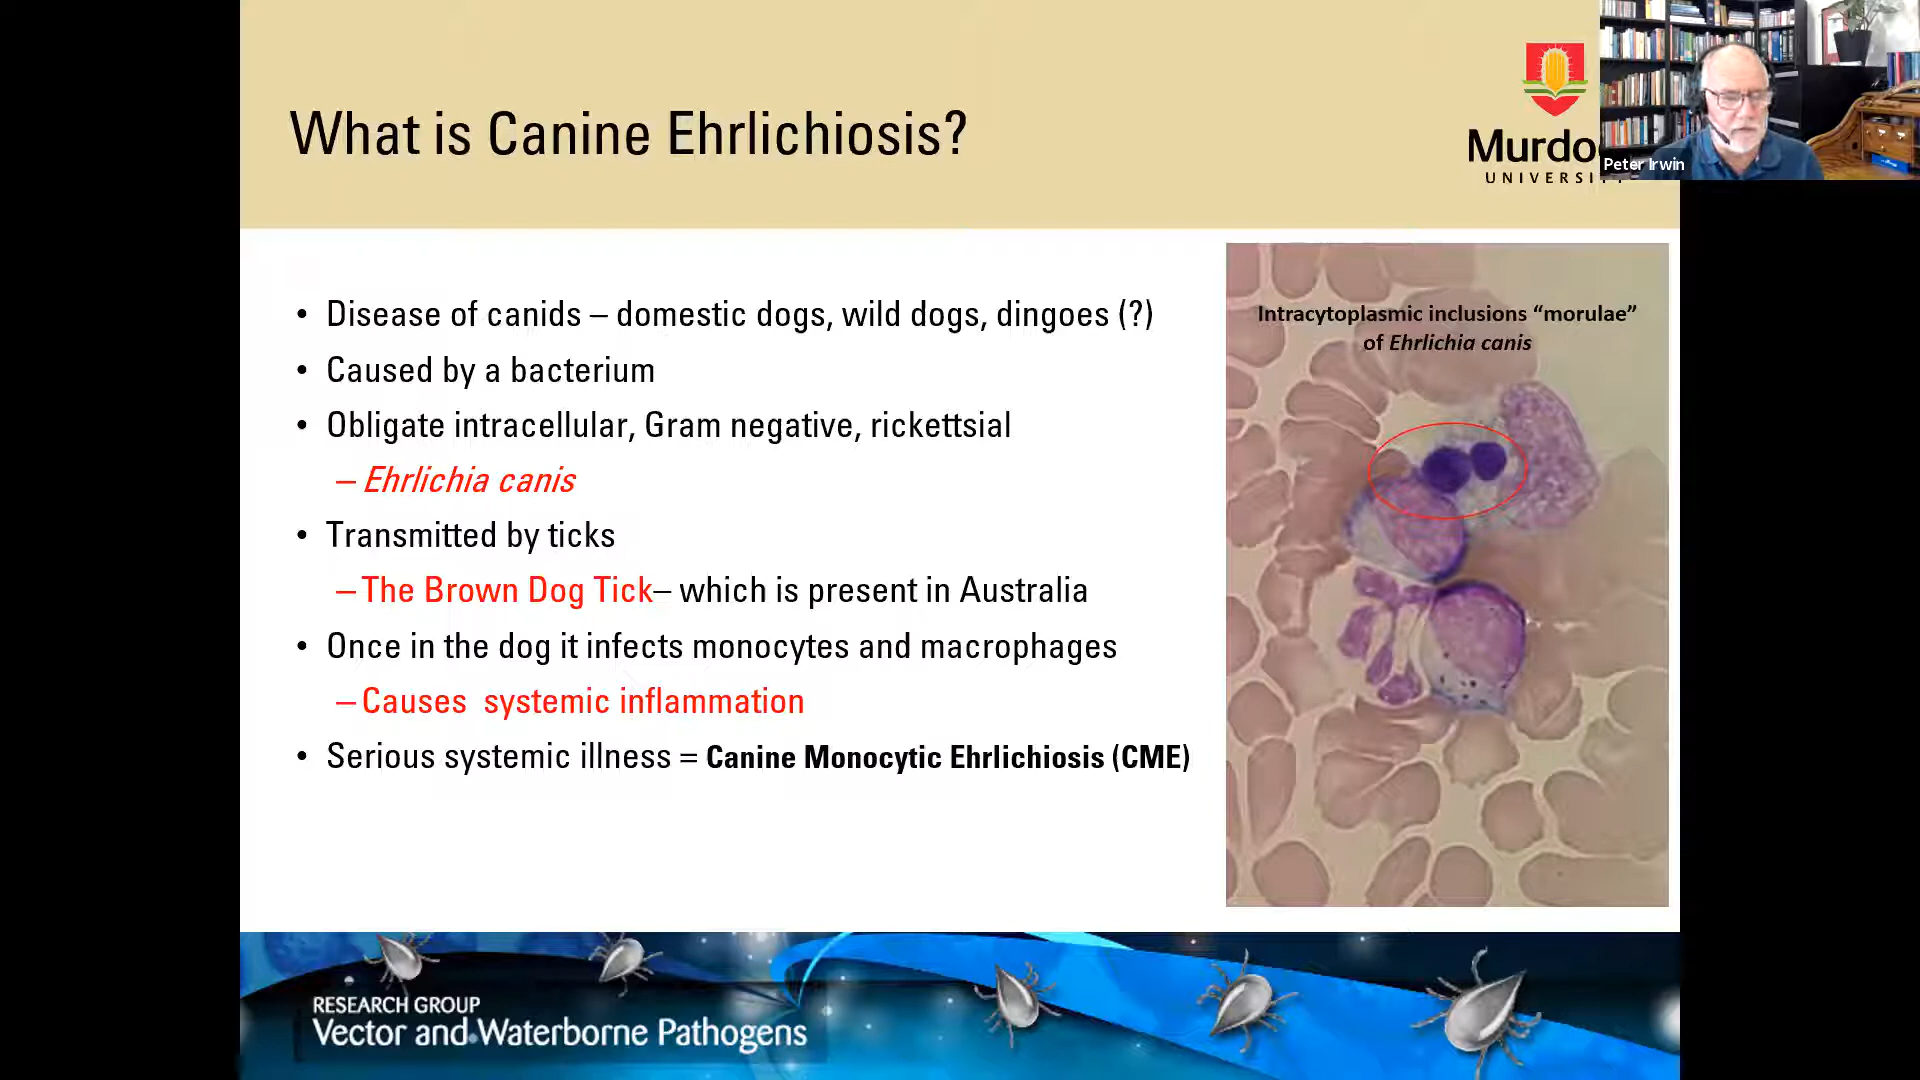 What is Canine Ehrlichiosis?
UNIVERSI
Peter Irwin
• Disease of canids – domestic dogs, wild dogs, dingoes (?)
• Caused by a bacterium
• Obligate intracellular, Gram negative, rickettsial
– Ehrlichia canis
• Transmitted by ticks
– The Brown Dog Tick– which is present in Australia
• Once in the dog it infects monocytes and macrophages
– Causes systemic inflammation
• Serious systemic illness = Canine Monocytic Ehrlichiosis (CME)
Intracytoplasmic inclusions “morulae”
of Ehrlichia canis
RESEARCH GROUP
Vector and Waterborne Pathogens